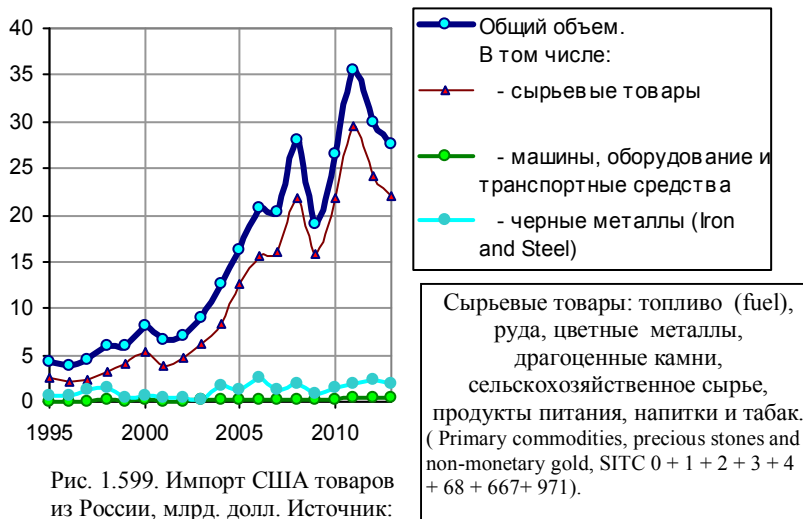 40
35
30
25
20
15
10
5
0
1995
2000
2005
2010
Общий объем.
В том числе:
- сырьевые товары
- машины, оборудование и
транспортные средства
- черные металлы (Iron
and Steel)
Сырьевые товары: топливо (fuel),
руда, цветные металлы,
драгоценные камни,
сельскохозяйственное сырье,
продукты питания, напитки и табак.
( Primary commodities, precious stones and
non-monetary gold, SITC 0 + 1 + 2 + 3 + 4
+ 68 + 667+ 971).
Рис. 1.599. Импорт США товаров
из России, млрд. долл. Источник: